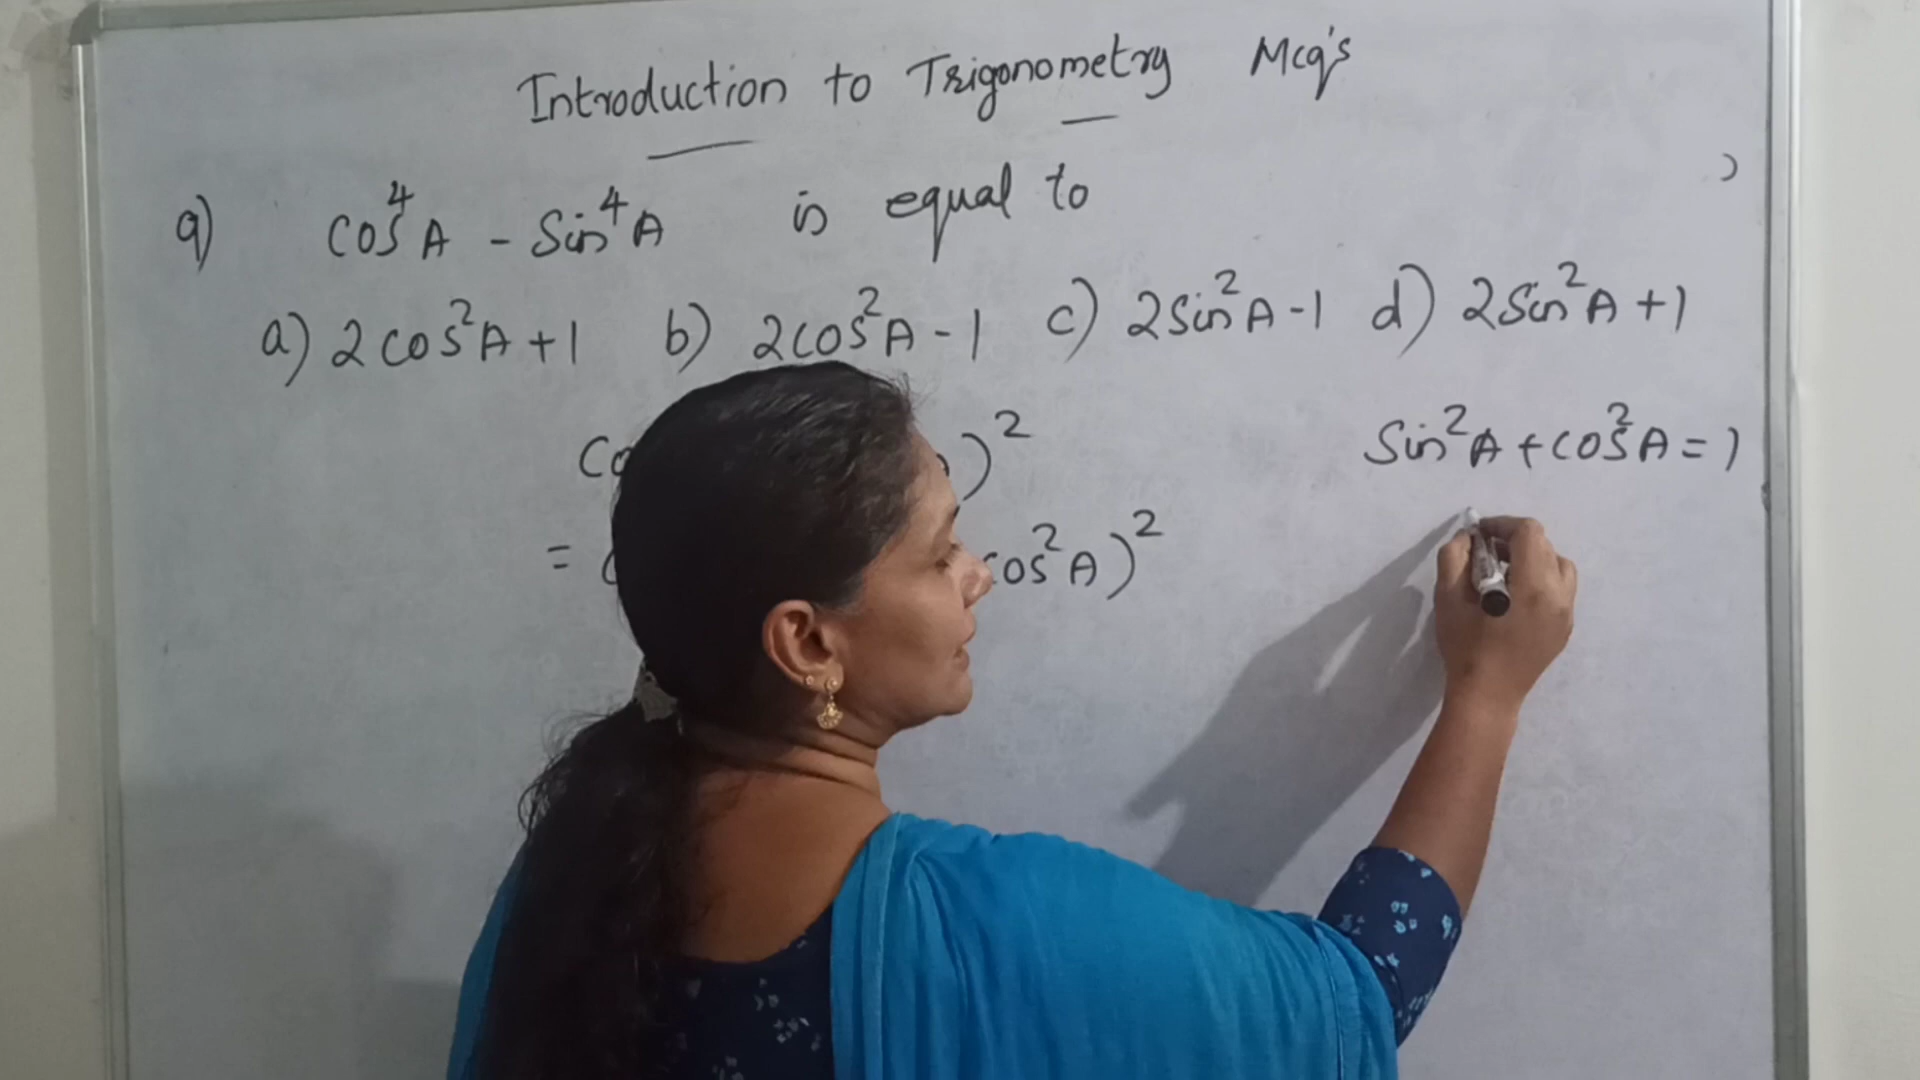 Introduction to Trigonometry Mcq's
9) cos⁴A - Sin⁴A is equal to
a) 2cos²A+1 b) 2cos²A-1 c) 2Sin²A-1 d) 2Sin²A+1
)²
Sin²A+cos²A=1
= cos²A)²